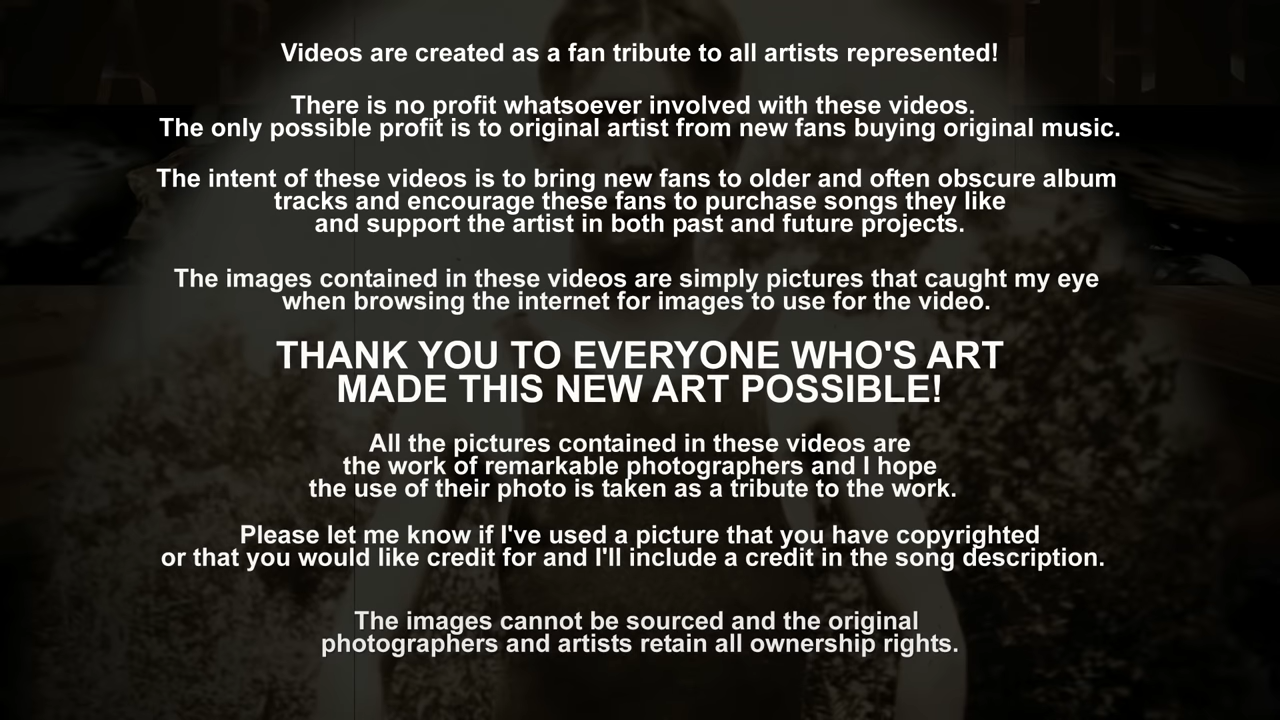 Videos are created as a fan tribute to all artists represented!
There is no profit whatsoever involved with these videos.
The only possible profit is to original artist from new fans buying original music.
The intent of these videos is to bring new fans to older and often obscure album
tracks and encourage these fans to purchase songs they like
and support the artist in both past and future projects.
The images contained in these videos are simply pictures that caught my eye
when browsing the internet for images to use for the video.
THANK YOU TO EVERYONE WHO'S ART
MADE THIS NEW ART POSSIBLE!
All the pictures contained in these videos are
the work of remarkable photographers and I hope
the use of their photo is taken as a tribute to the work.
Please let me know if I've used a picture that you have copyrighted
or that you would like credit for and I'll include a credit in the song description.
The images cannot be sourced and the original
photographers and artists retain all ownership rights.